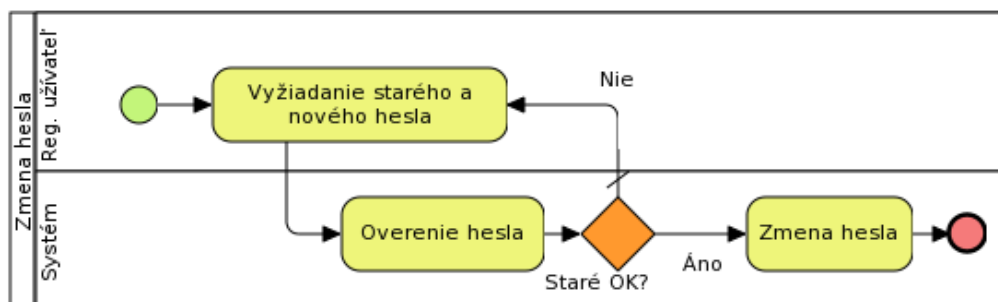 Zmena hesla
Reg. užívateľ
Vyžiadanie starého a
nového hesla
Nie
Systém
Overenie hesla
Staré OK?
Áno
Zmena hesla